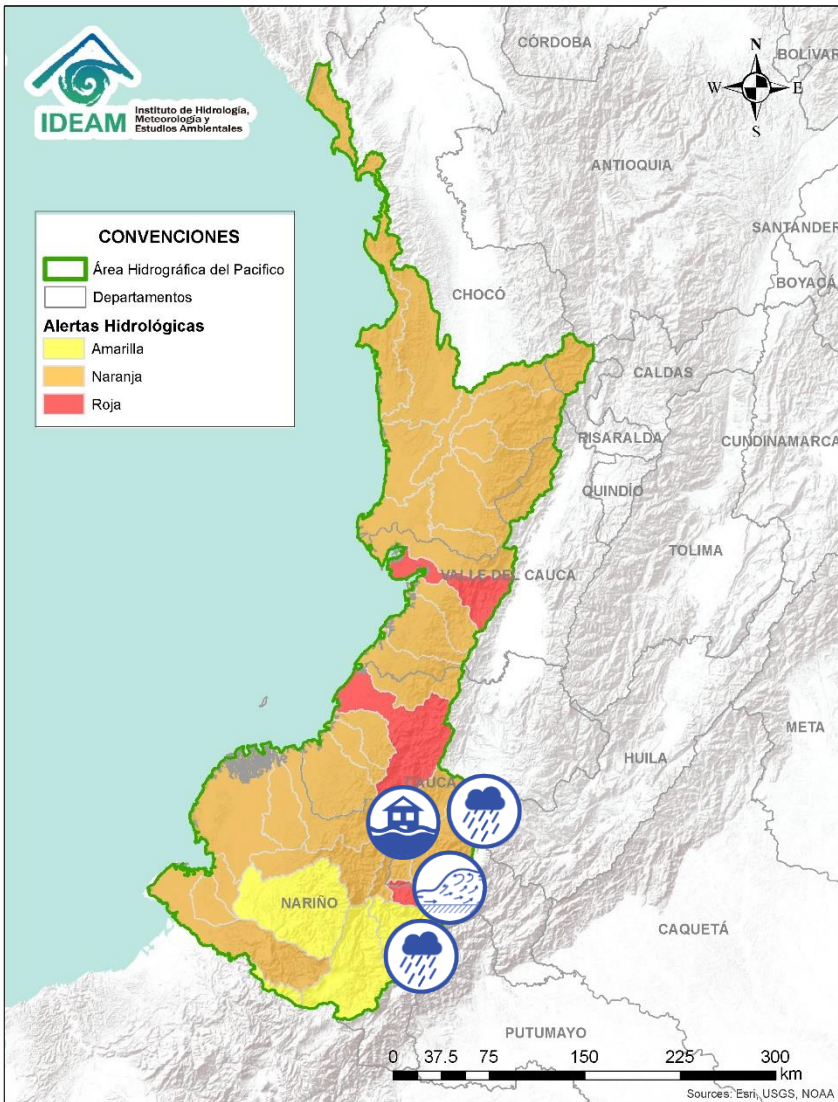 IDEAM
Instituto de Hidrología,
Meteorología y
Estudios Ambientales
N
W
E
S
CÓRDOBA
BOLÍVAR
ANTIOQUIA
SANTANDER
BOYACÁ
CHOCÓ
CALDAS
RISARALDA
CUNDINAMARCA
QUINDÍO
TOLIMA
VALLE DEL CAUCA
META
HUILA
CAUCA
NARIÑO
CAQUETÁ
PUTUMAYO
CONVENCIONES
Área Hidrográfica del Pacifico
Departamentos
Alertas Hidrológicas
Amarilla
Naranja
Roja
0 37.5 75 150 225 300
km
Sources: Esri, USGS, NOAA